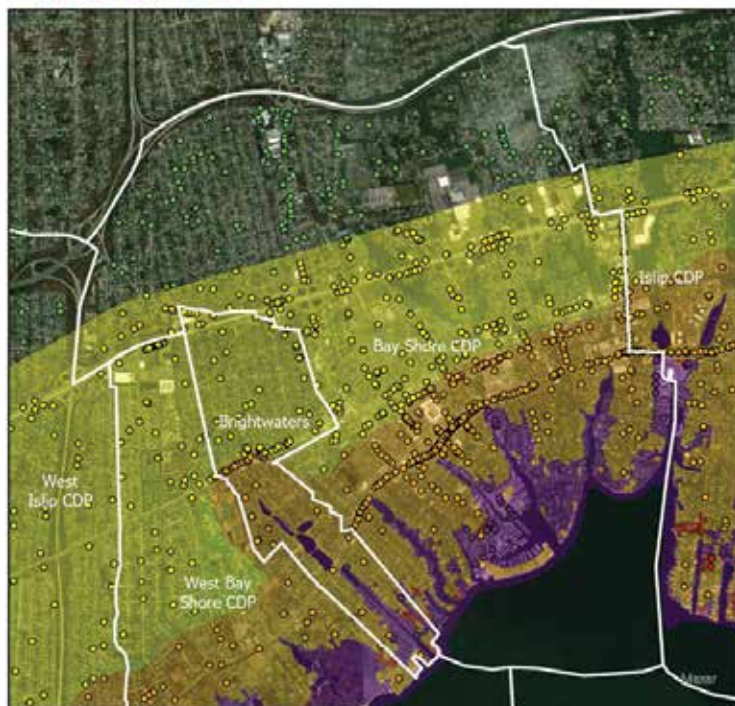 Islip CDP
Bay Shore CDP
Brightwaters
West
Islip CDP
West Bay
Shore CDP